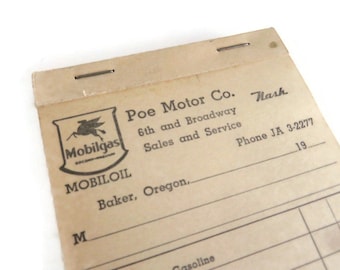 Poe Motor Co.
Nash
6th and Broadway
Sales and Service
Mobilgas
MOBILOIL
Phone JA 3-2277
Baker, Oregon, 19
M
Gasoline